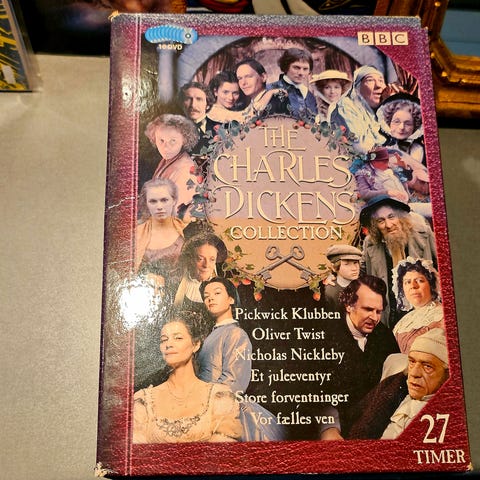 10 DVD
BBC
THE
CHARLES
DICKENS
COLLECTION
Pickwick Klubben
Oliver Twist
Nicholas Nickleby
Et juleeventyr
Store forventninger
Vor fælles ven
27
TIMER